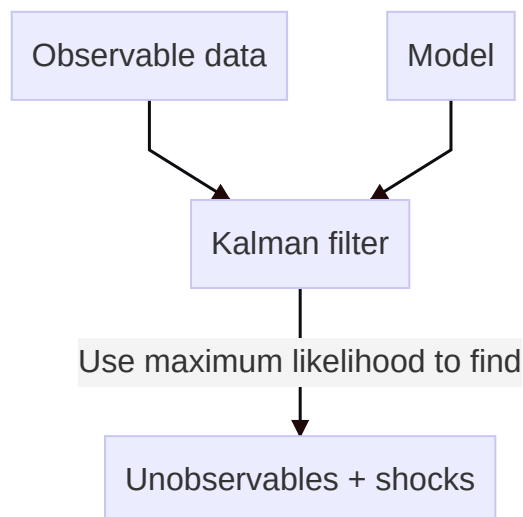 Observable data
Model
Kalman filter
Use maximum likelihood to find
Unobservables + shocks